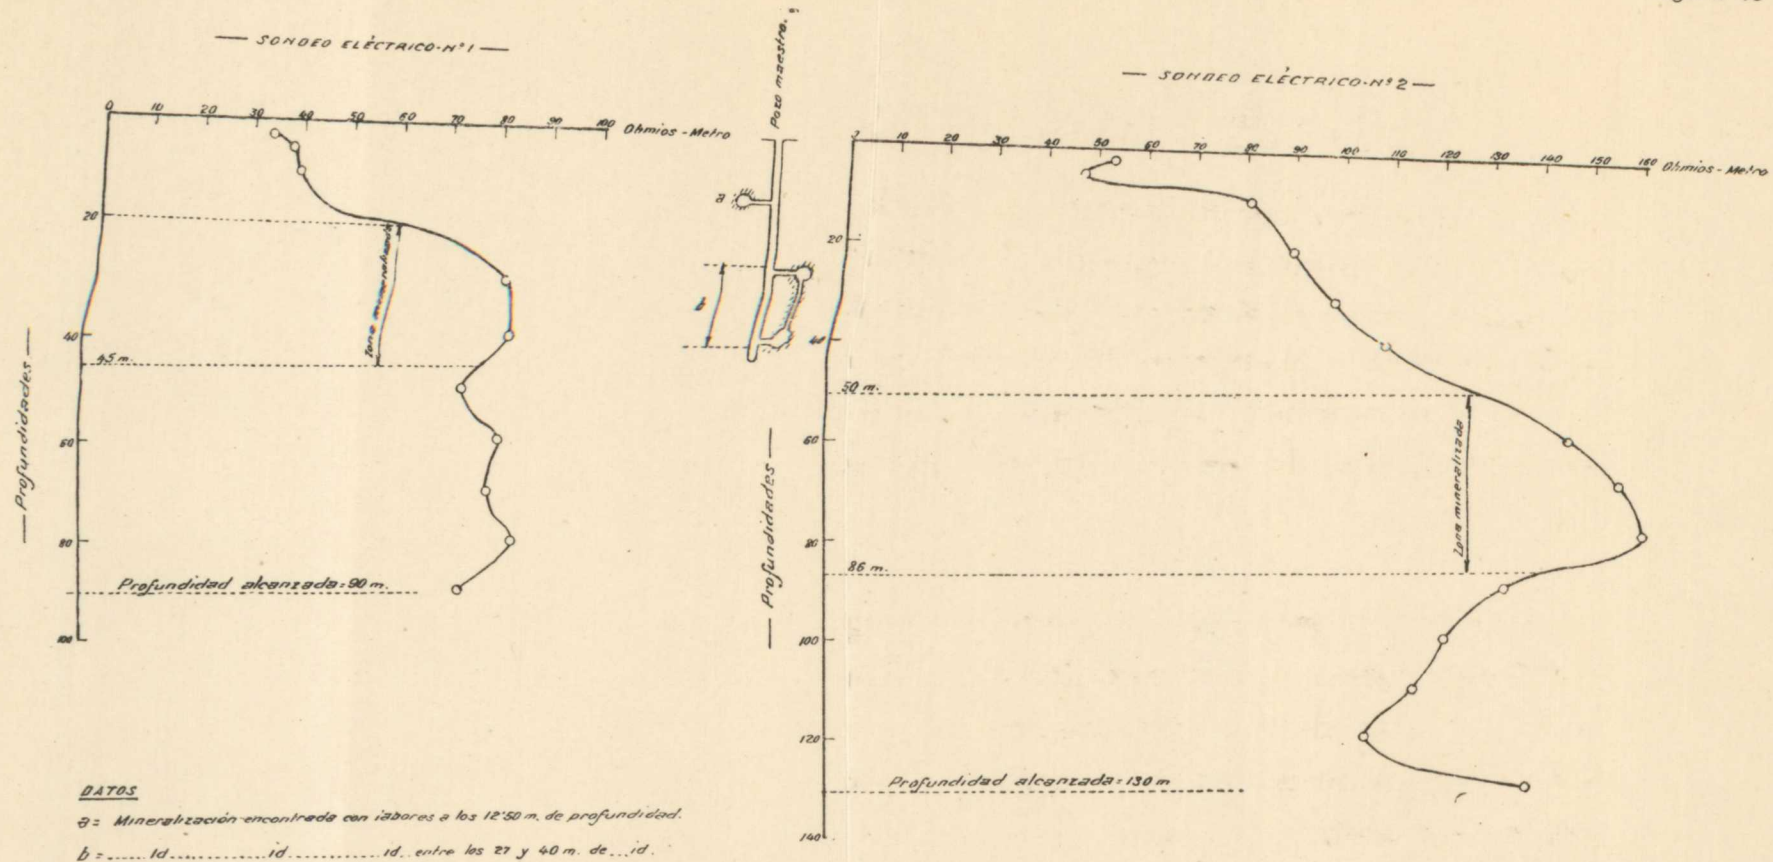 — SONDEO ELÉCTRICO-Nº 1 —
0 10 20 30 40 50 60 70 80 90 100 Ohmios-Metro
20
40
45 m.
60
80
100
— Profundidades —
Zona mineralizada
Profundidad alcanzada=90 m.
Pozo maestro.
a
b
— SONDEO ELÉCTRICO-Nº 2 —
10 20 30 40 50 60 70 80 90 100 110 120 130 140 150 160 Ohmios-Metro
20
40
50 m.
60
80
86 m.
100
120
140
— Profundidades —
Zona mineralizada
Profundidad alcanzada=130 m
DATOS
a= Mineralización encontrada con labores a los 12'50 m. de profundidad.
b=......id..............id..............id. entre los 27 y 40 m. de...id.